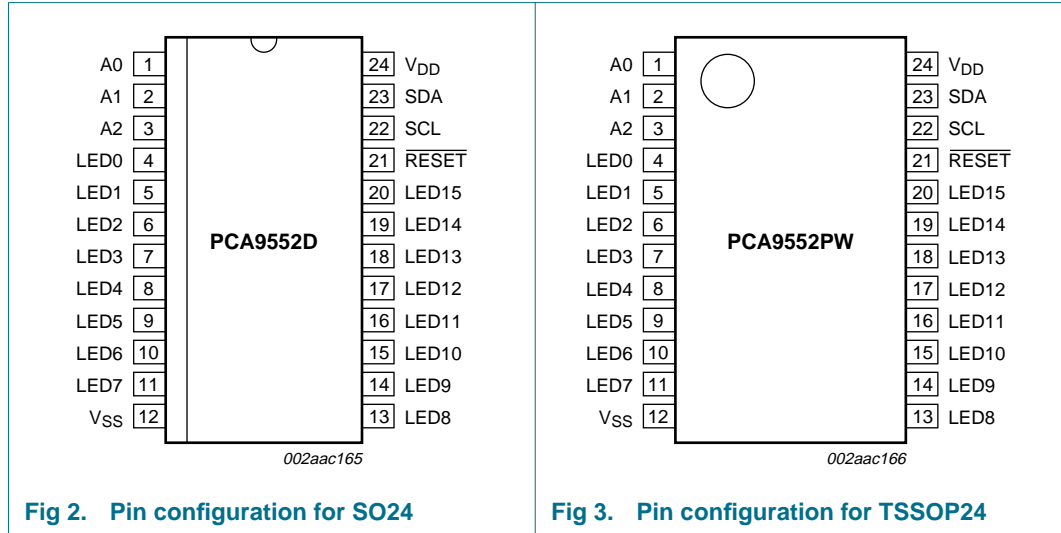 A0 1
A1 2
A2 3
LED0 4
LED1 5
LED2 6
LED3 7
LED4 8
LED5 9
LED6 10
LED7 11
VSS 12
PCA9552D
24 VDD
23 SDA
22 SCL
21 RESET
20 LED15
19 LED14
18 LED13
17 LED12
16 LED11
15 LED10
14 LED9
13 LED8
002aac165
Fig 2. Pin configuration for SO24
A0 1
A1 2
A2 3
LED0 4
LED1 5
LED2 6
LED3 7
LED4 8
LED5 9
LED6 10
LED7 11
VSS 12
PCA9552PW
24 VDD
23 SDA
22 SCL
21 RESET
20 LED15
19 LED14
18 LED13
17 LED12
16 LED11
15 LED10
14 LED9
13 LED8
002aac166
Fig 3. Pin configuration for TSSOP24